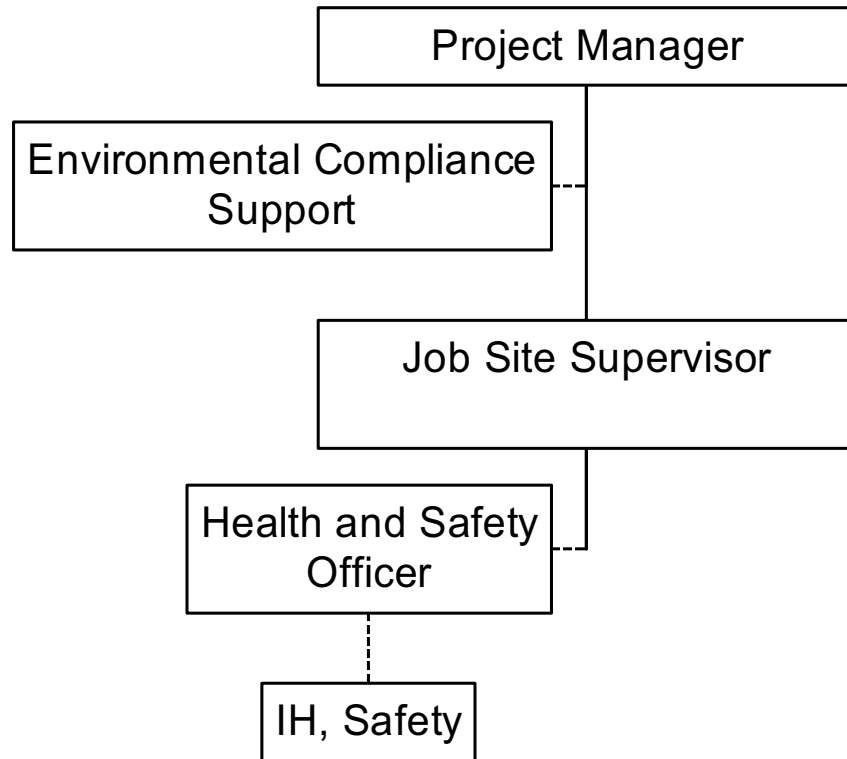 Project Manager
Environmental Compliance
Support
Job Site Supervisor
Health and Safety
Officer
IH, Safety